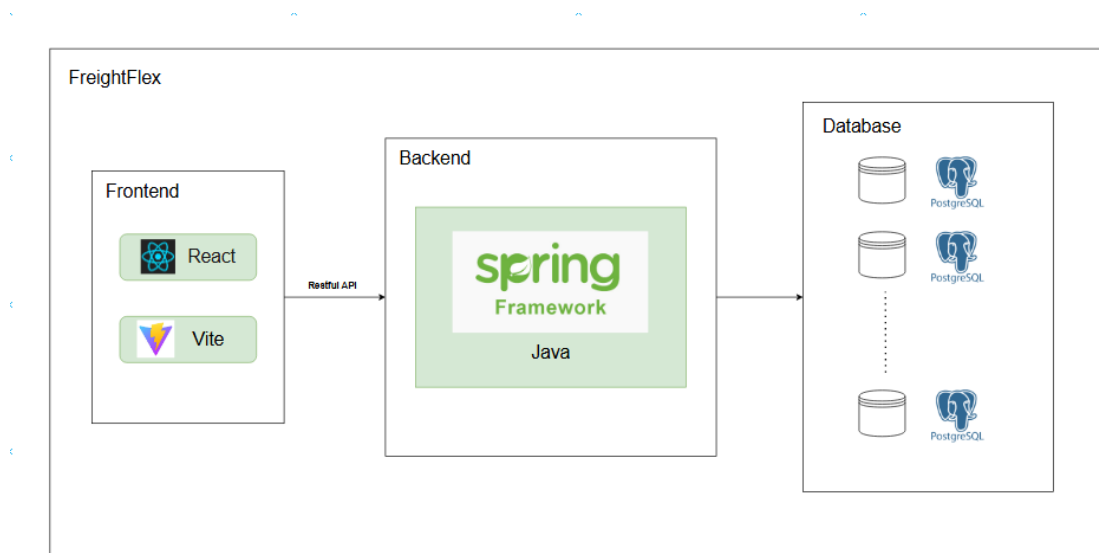 FreightFlex
Frontend
React
Vite
Restful API
Backend
spring
Framework
Java
Database
PostgreSQL
PostgreSQL
PostgreSQL